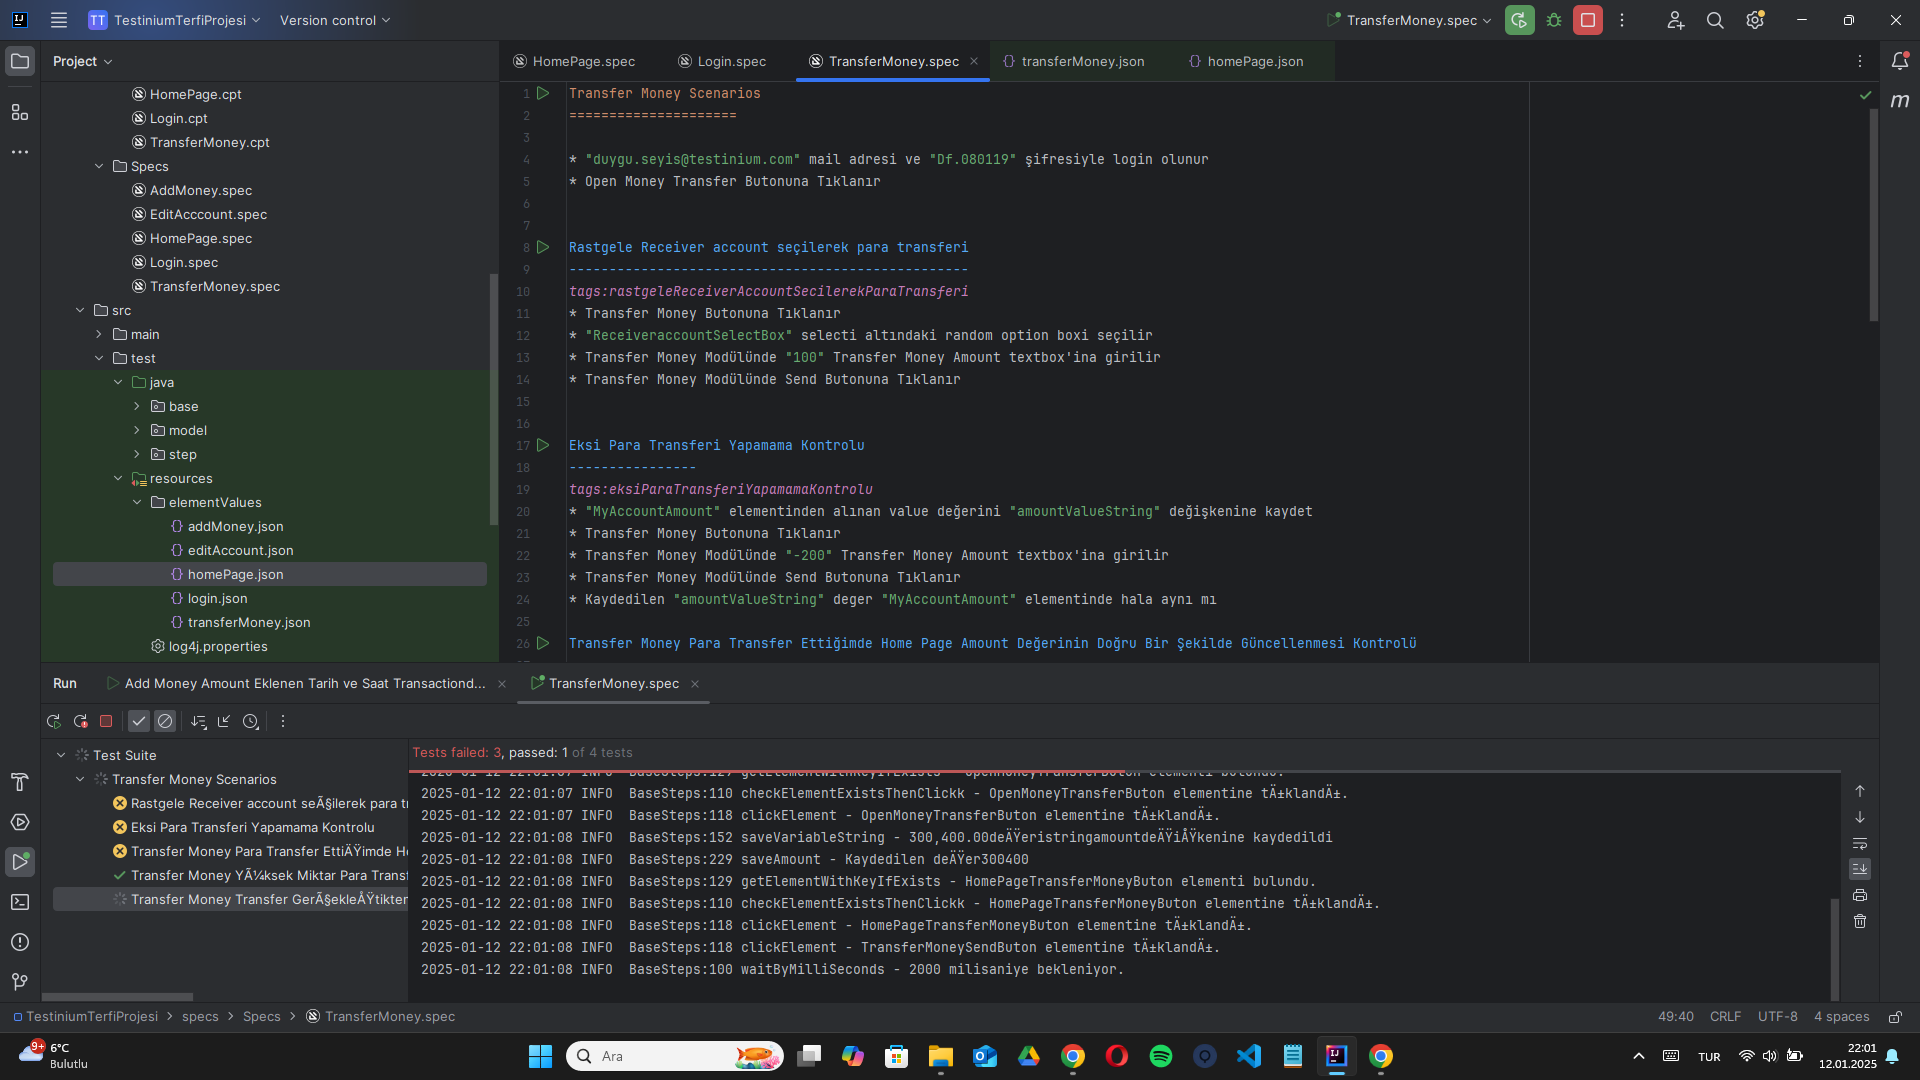 TT TestiniumTerfiProjesi Version control TransferMoney.spec
Project
HomePage.cpt
Login.cpt
TransferMoney.cpt
Specs
AddMoney.spec
EditAcccount.spec
HomePage.spec
Login.spec
TransferMoney.spec
src
main
test
java
base
model
step
resources
elementValues
addMoney.json
editAccount.json
homePage.json
login.json
transferMoney.json
log4j.properties
HomePage.spec Login.spec TransferMoney.spec transferMoney.json homePage.json
1 Transfer Money Scenarios
2 =====================
3
4 * "duygu.seyis@testinium.com" mail adresi ve "Df.080119" şifresiyle login olunur
5 * Open Money Transfer Butonuna Tıklanır
6
7
8 Rastgele Receiver account seçilerek para transferi
9 --------------------------------------------------
10 tags:rastgeleReceiverAccountSecilerekParaTransferi
11 * Transfer Money Butonuna Tıklanır
12 * "ReceiveraccountSelectBox" selecti altındaki random option boxi seçilir
13 * Transfer Money Modülünde "100" Transfer Money Amount textbox'ina girilir
14 * Transfer Money Modülünde Send Butonuna Tıklanır
15
16
17 Eksi Para Transferi Yapamama Kontrolu
18 ----------------
19 tags:eksiParaTransferiYapamamaKontrolu
20 * "MyAccountAmount" elementinden alınan value değerini "amountValueString" değişkenine kaydet
21 * Transfer Money Butonuna Tıklanır
22 * Transfer Money Modülünde "-200" Transfer Money Amount textbox'ina girilir
23 * Transfer Money Modülünde Send Butonuna Tıklanır
24 * Kaydedilen "amountValueString" deger "MyAccountAmount" elementinde hala aynı mı
25
26 Transfer Money Para Transfer Ettiğimde Home Page Amount Değerinin Doğru Bir Şekilde Güncellenmesi Kontrolü
Run Add Money Amount Eklenen Tarih ve Saat Transactiond... TransferMoney.spec
Test Suite
Transfer Money Scenarios
Rastgele Receiver account seÃ§ilerek para tr
Eksi Para Transferi Yapamama Kontrolu
Transfer Money Para Transfer EttiÄŸimde Ho
Transfer Money YÃ¼ksek Miktar Para Transf
Transfer Money Transfer GerÃ§ekleÅŸtikter
Tests failed: 3, passed: 1 of 4 tests
2025-01-12 22:01:07 INFO BaseSteps:129 getElementWithKeyIfExists - OpenMoneyTransferButon elementi bulundu.
2025-01-12 22:01:07 INFO BaseSteps:110 checkElementExistsThenClickk - OpenMoneyTransferButon elementine tÄ±klandÄ±.
2025-01-12 22:01:07 INFO BaseSteps:118 clickElement - OpenMoneyTransferButon elementine tÄ±klandÄ±.
2025-01-12 22:01:08 INFO BaseSteps:152 saveVariableString - 300,400.00deÄŸeristringamountdeÄŸiÅŸkenine kaydedildi
2025-01-12 22:01:08 INFO BaseSteps:229 saveAmount - Kaydedilen deÄŸer300400
2025-01-12 22:01:08 INFO BaseSteps:129 getElementWithKeyIfExists - HomePageTransferMoneyButon elementi bulundu.
2025-01-12 22:01:08 INFO BaseSteps:110 checkElementExistsThenClickk - HomePageTransferMoneyButon elementine tÄ±klandÄ±.
2025-01-12 22:01:08 INFO BaseSteps:118 clickElement - HomePageTransferMoneyButon elementine tÄ±klandÄ±.
2025-01-12 22:01:08 INFO BaseSteps:118 clickElement - TransferMoneySendButon elementine tÄ±klandÄ±.
2025-01-12 22:01:08 INFO BaseSteps:100 waitByMilliSeconds - 2000 milisaniye bekleniyor.
TestiniumTerfiProjesi > specs > Specs > TransferMoney.spec 49:40 CRLF UTF-8 4 spaces
9+ 6°C
Bulutlu
Ara
TUR
22:01
12.01.2025